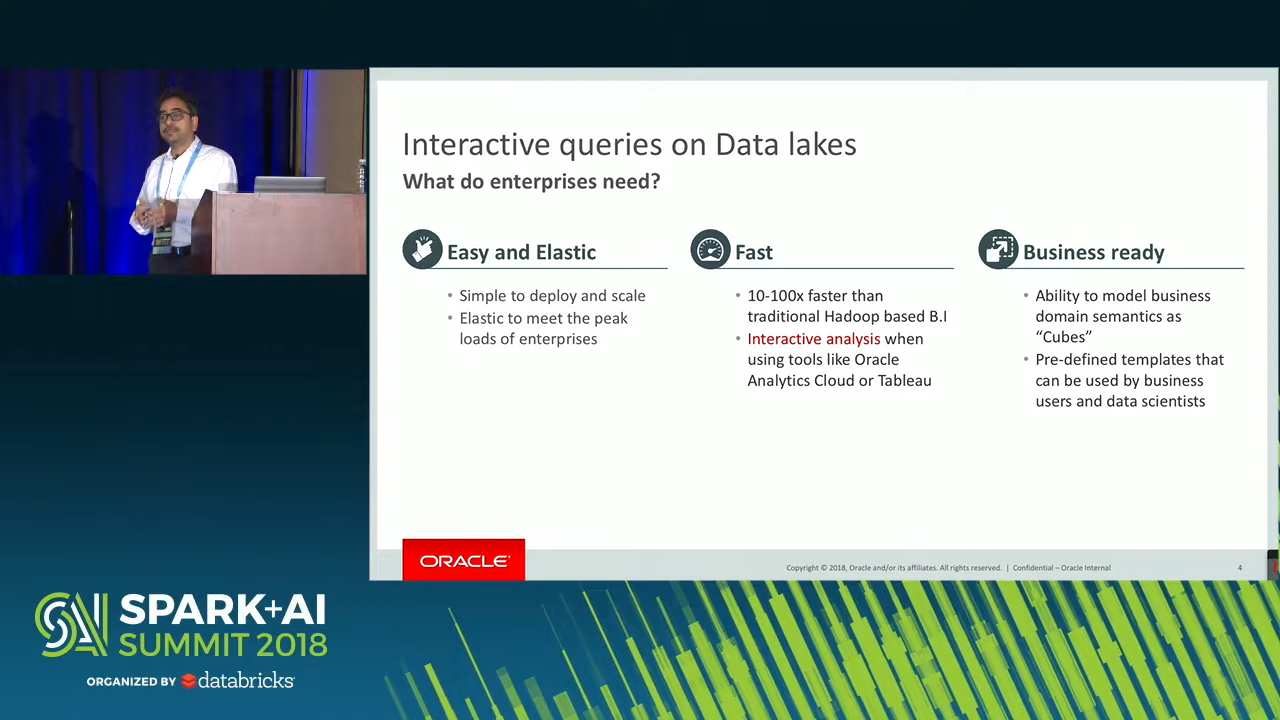 Interactive queries on Data lakes
What do enterprises need?
Easy and Elastic
• Simple to deploy and scale
• Elastic to meet the peak
loads of enterprises
Fast
• 10-100x faster than
traditional Hadoop based B.I
• Interactive analysis when
using tools like Oracle
Analytics Cloud or Tableau
Business ready
• Ability to model business
domain semantics as
“Cubes”
• Pre-defined templates that
can be used by business
users and data scientists
ORACLE
Copyright © 2018, Oracle and/or its affiliates. All rights reserved. | Confidential – Oracle Internal
4
SPARK+AI
SUMMIT 2018
ORGANIZED BY databricks